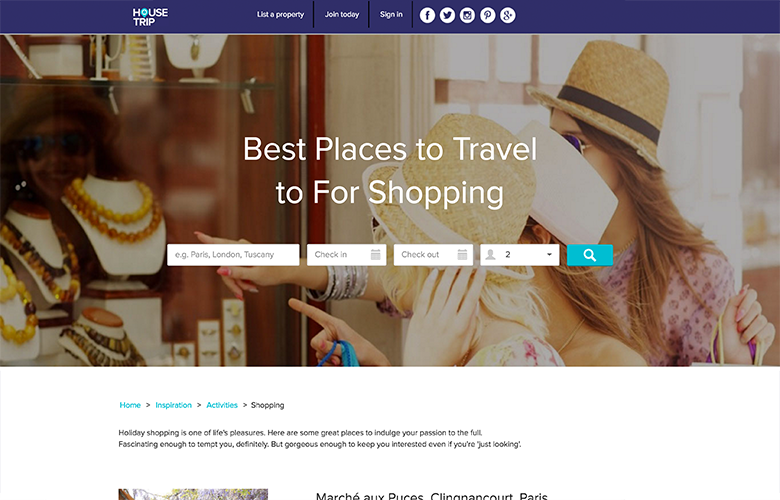 HOUSE
TRIP
List a property
Join today
Sign in
Best Places to Travel
to For Shopping
e.g. Paris, London, Tuscany
Check in
Check out
2
Home > Inspiration > Activities > Shopping
Holiday shopping is one of life's pleasures. Here are some great places to indulge your passion to the full.
Fascinating enough to tempt you, definitely. But gorgeous enough to keep you interested even if you're 'just looking'.
Marché aux Puces, Clingnancourt, Paris